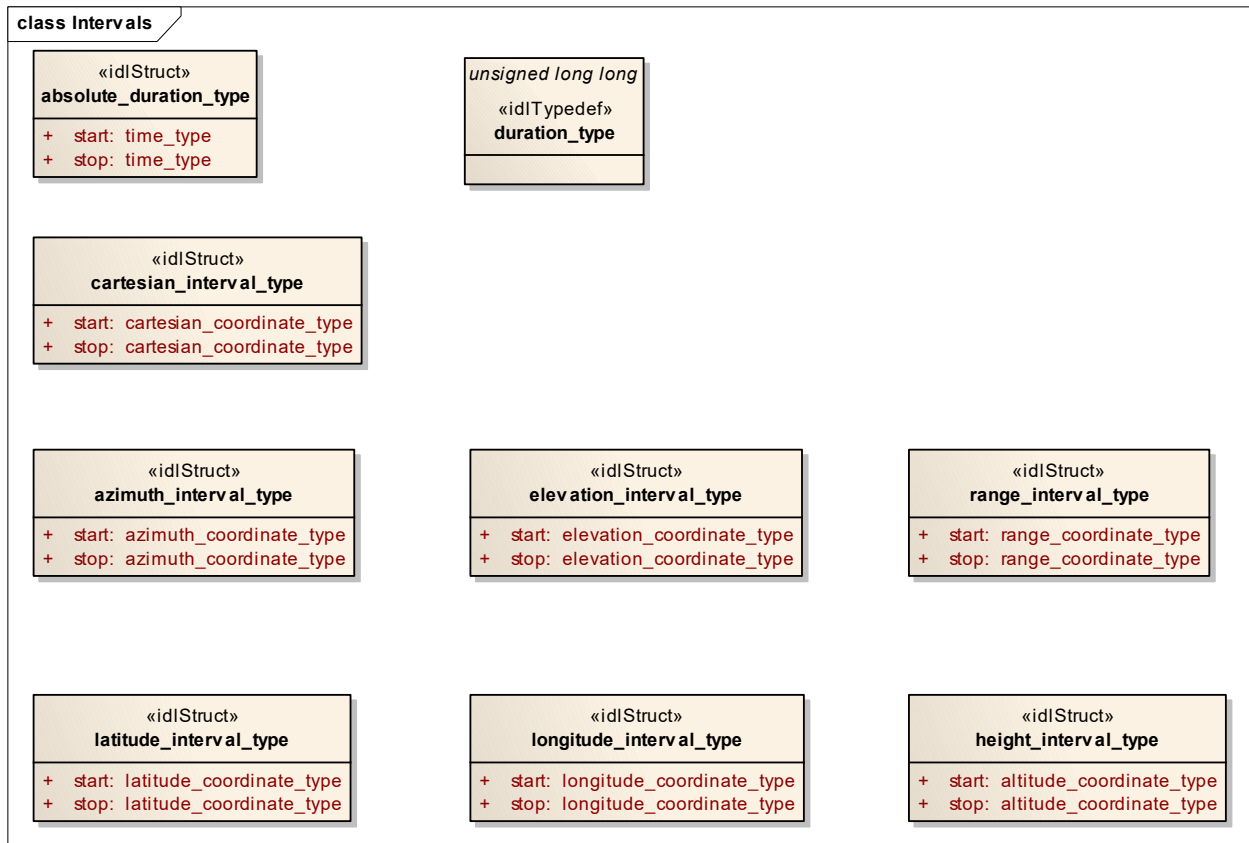 class Intervals
«idlStruct»
absolute_duration_type
+ start: time_type
+ stop: time_type
unsigned long long
«idlTypedef»
duration_type
«idlStruct»
cartesian_interval_type
+ start: cartesian_coordinate_type
+ stop: cartesian_coordinate_type
«idlStruct»
azimuth_interval_type
+ start: azimuth_coordinate_type
+ stop: azimuth_coordinate_type
«idlStruct»
elevation_interval_type
+ start: elevation_coordinate_type
+ stop: elevation_coordinate_type
«idlStruct»
range_interval_type
+ start: range_coordinate_type
+ stop: range_coordinate_type
«idlStruct»
latitude_interval_type
+ start: latitude_coordinate_type
+ stop: latitude_coordinate_type
«idlStruct»
longitude_interval_type
+ start: longitude_coordinate_type
+ stop: longitude_coordinate_type
«idlStruct»
height_interval_type
+ start: altitude_coordinate_type
+ stop: altitude_coordinate_type